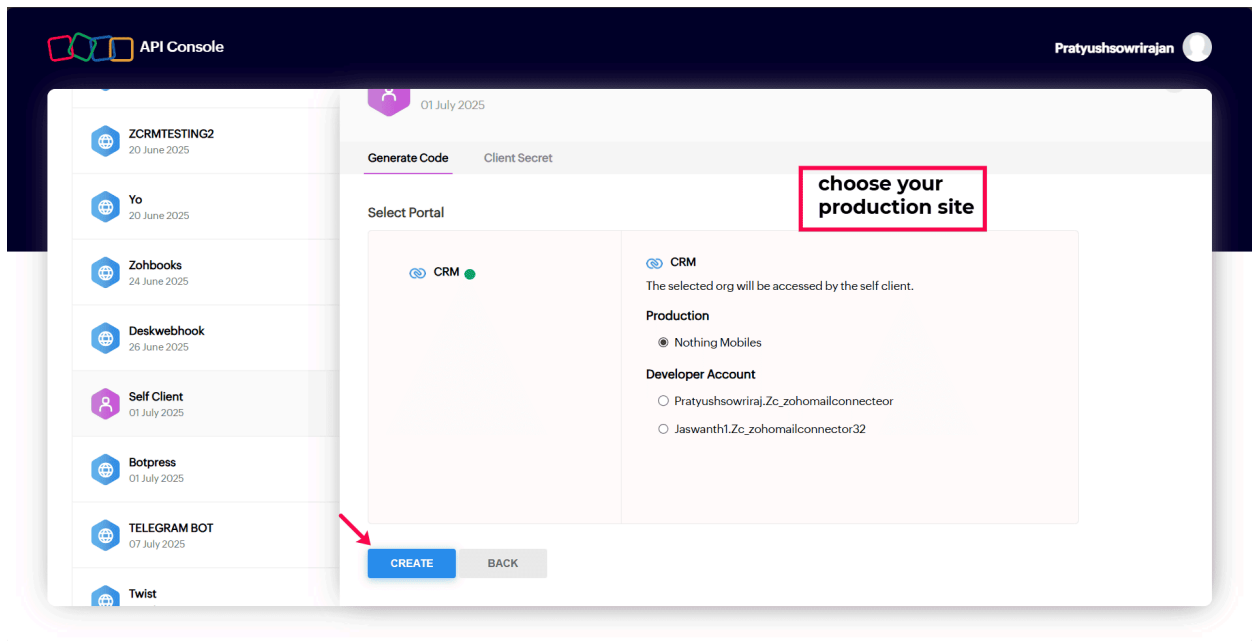 API Console
Pratyushsowrirajan
ZCRMTESTING2
20 June 2025
Yo
20 June 2025
Zohbooks
24 June 2025
Deskwebhook
26 June 2025
Self Client
01 July 2025
Botpress
01 July 2025
TELEGRAM BOT
07 July 2025
Twist
01 July 2025
Generate Code
Client Secret
choose your
production site
Select Portal
CRM
CRM
The selected org will be accessed by the self client.
Production
Nothing Mobiles
Developer Account
Pratyushsowriraj.Zc_zohomailconnecteor
Jaswanth1.Zc_zohomailconnector32
CREATE
BACK